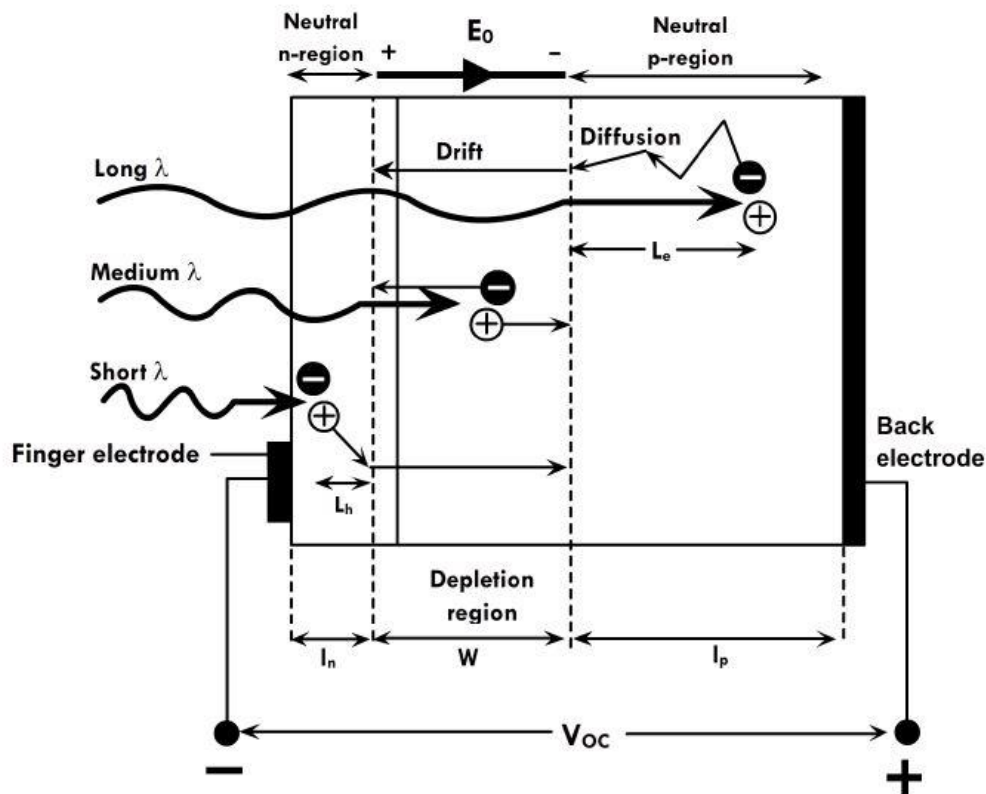 Neutral
n-region
+
E₀
−
Neutral
p-region
Long λ
Drift
Diffusion
−
+
Lₑ
Medium λ
−
+
Short λ
−
+
Finger electrode
Lₕ
Back
electrode
Depletion
region
lₙ
W
lₚ
V_OC
−
+